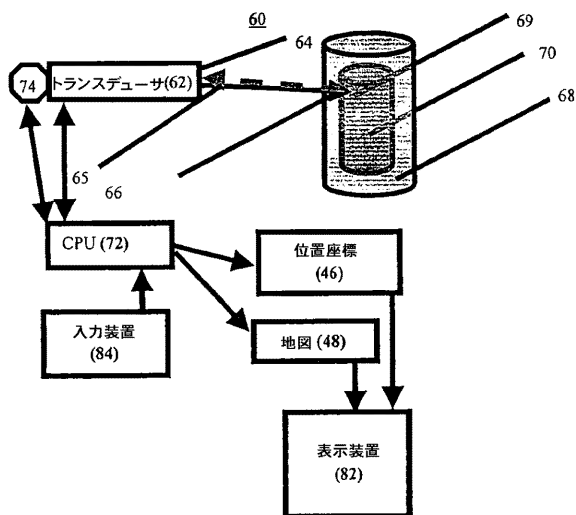 60
69
64
70
74
トランスデューサ(62)
68
65
66
CPU (72)
位置座標
(46)
入力装置
(84)
地図 (48)
表示装置
(82)